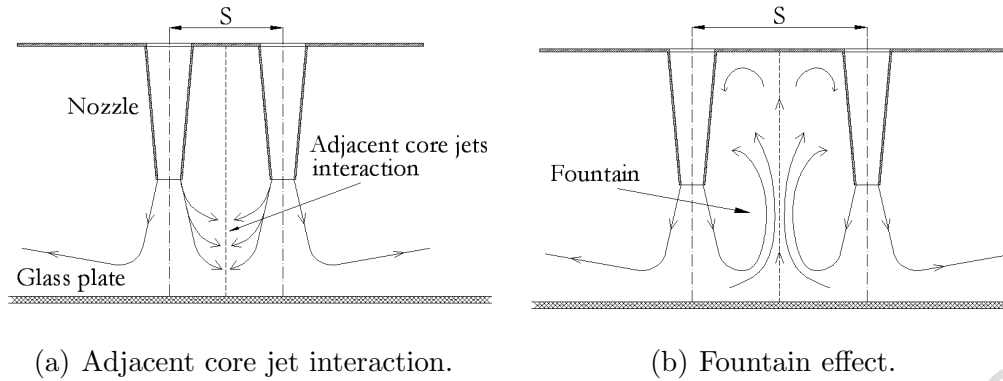 S
Nozzle
Adjacent core jets
interaction
Glass plate
(a) Adjacent core jet interaction.
S
Fountain
(b) Fountain effect.